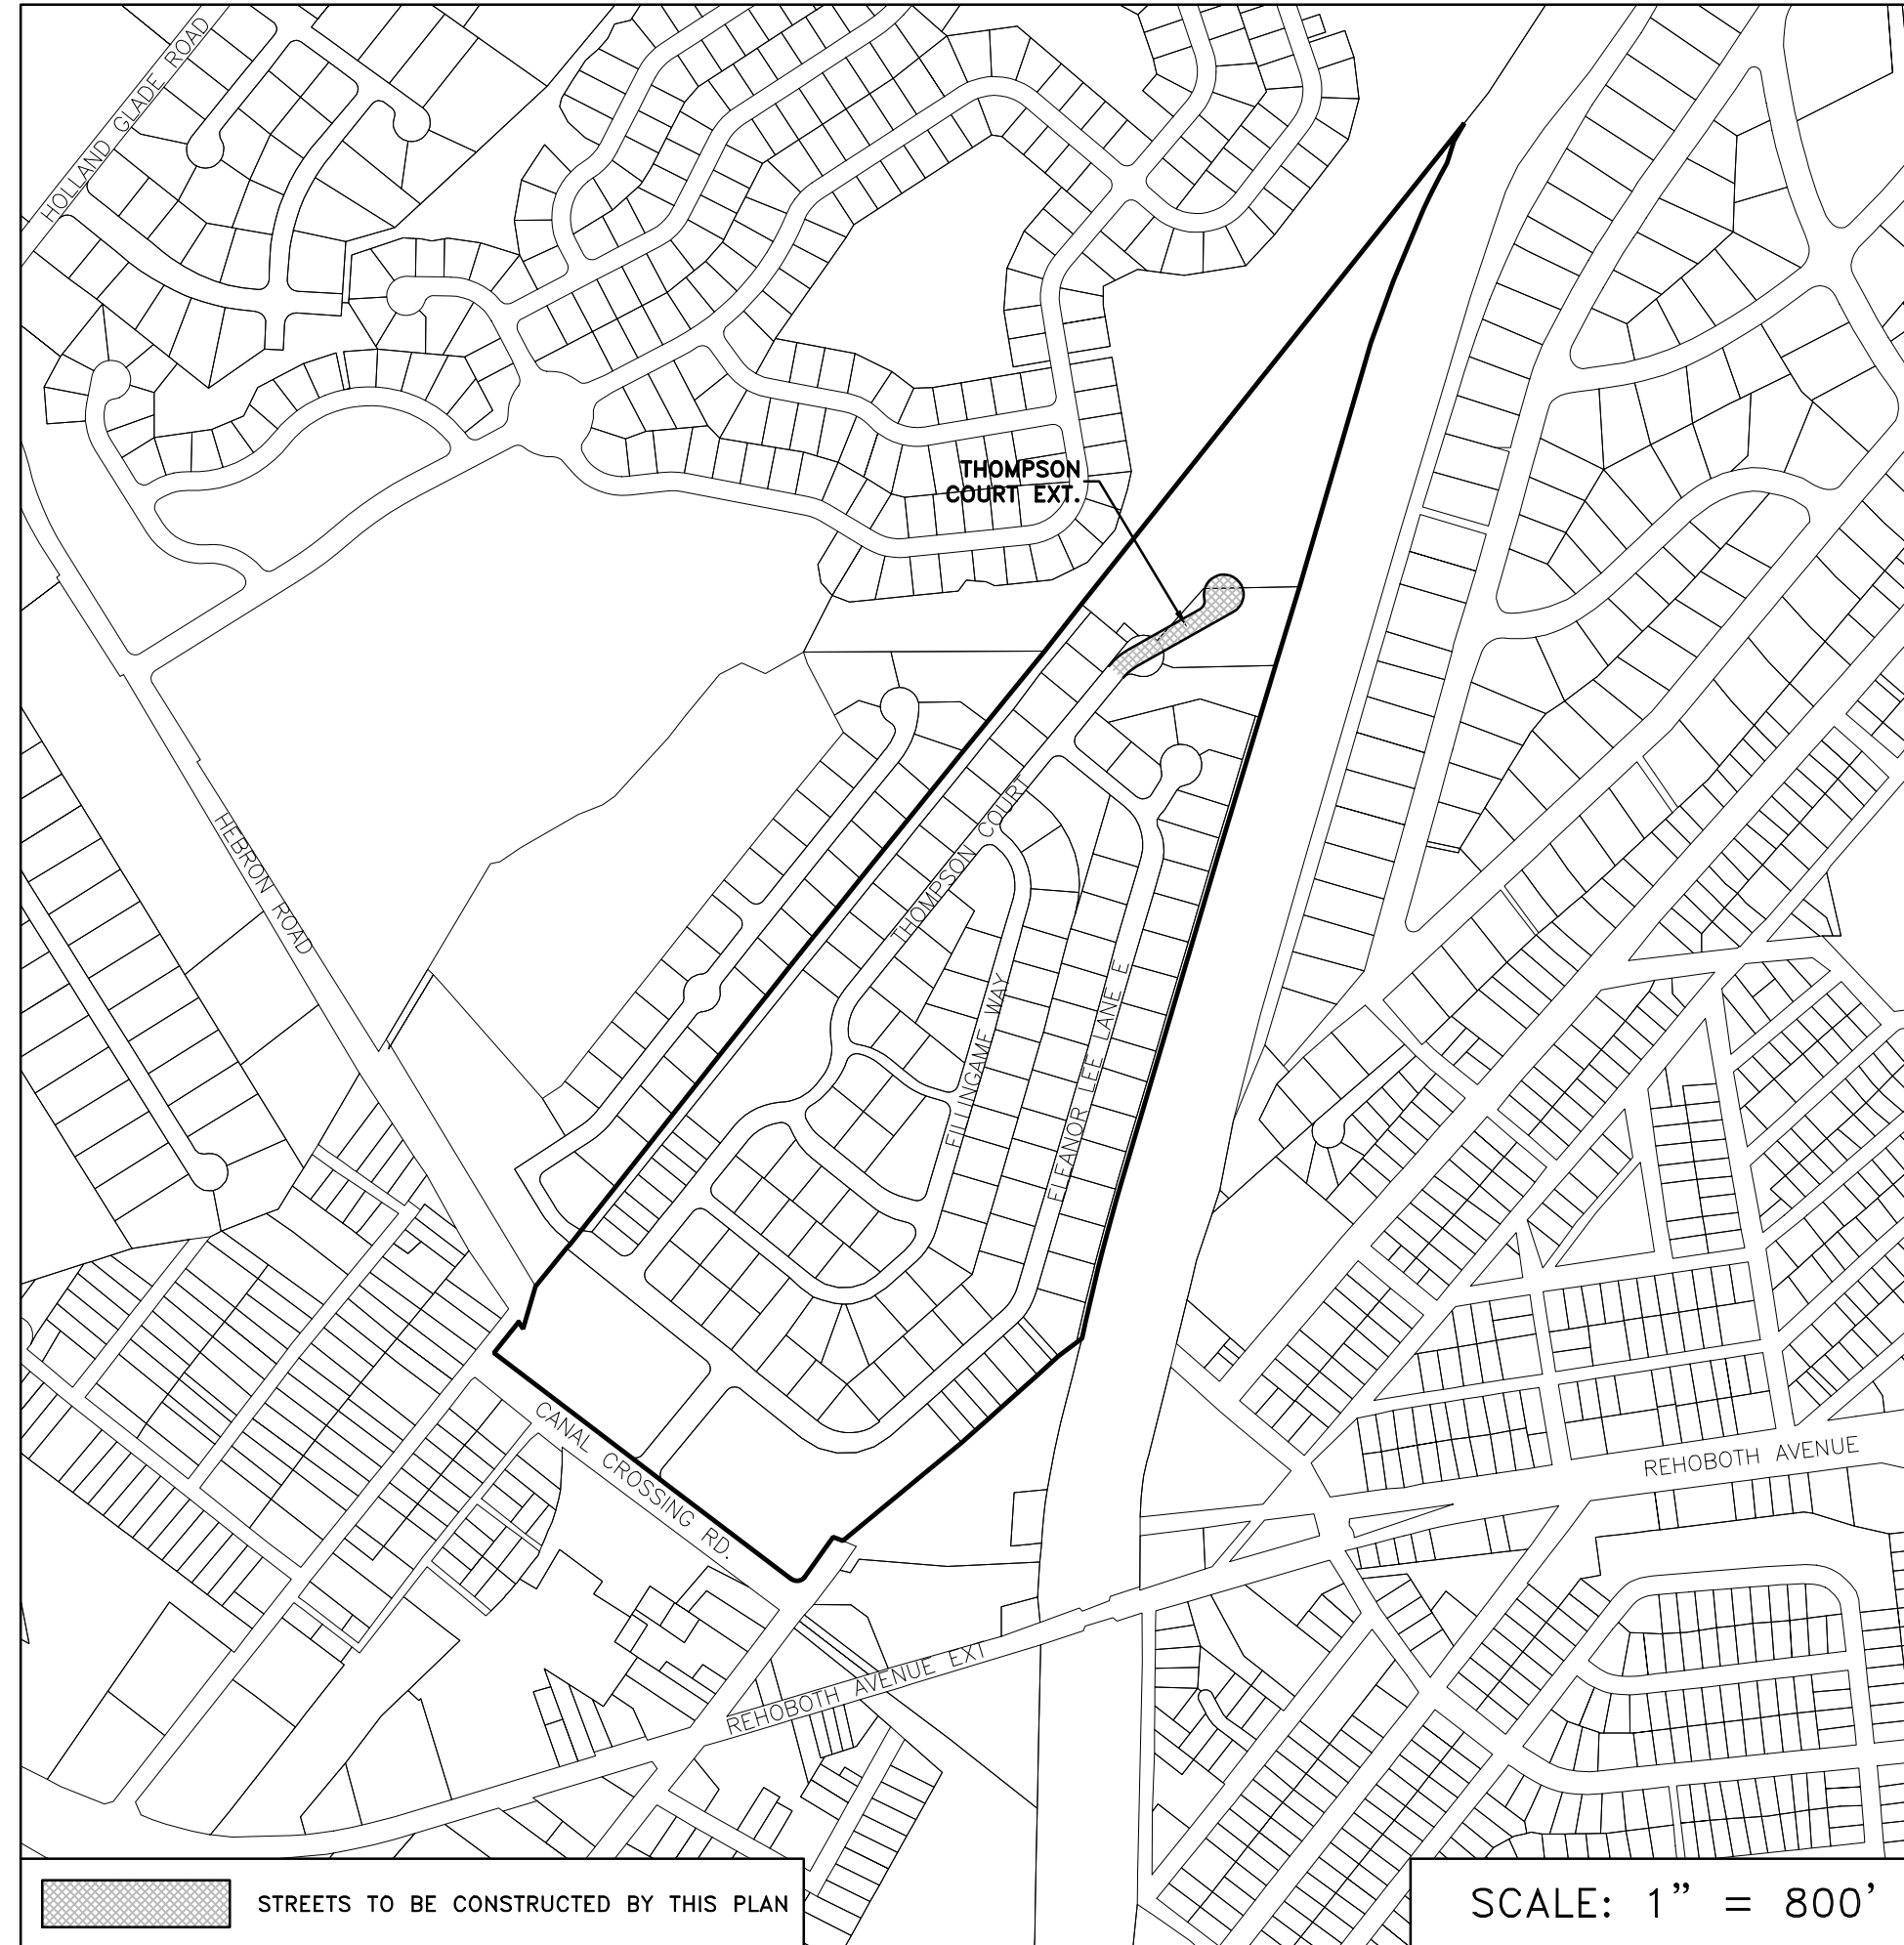 HOLLAND GLADE ROAD
THOMPSON
COURT EXT.
HEBRON ROAD
THOMPSON COURT
FILLINGAME WAY
ELEANOR LEE LANE E
CANAL CROSSING RD.
REHOBOTH AVENUE
REHOBOTH AVENUE EXT
STREETS TO BE CONSTRUCTED BY THIS PLAN
SCALE: 1" = 800'